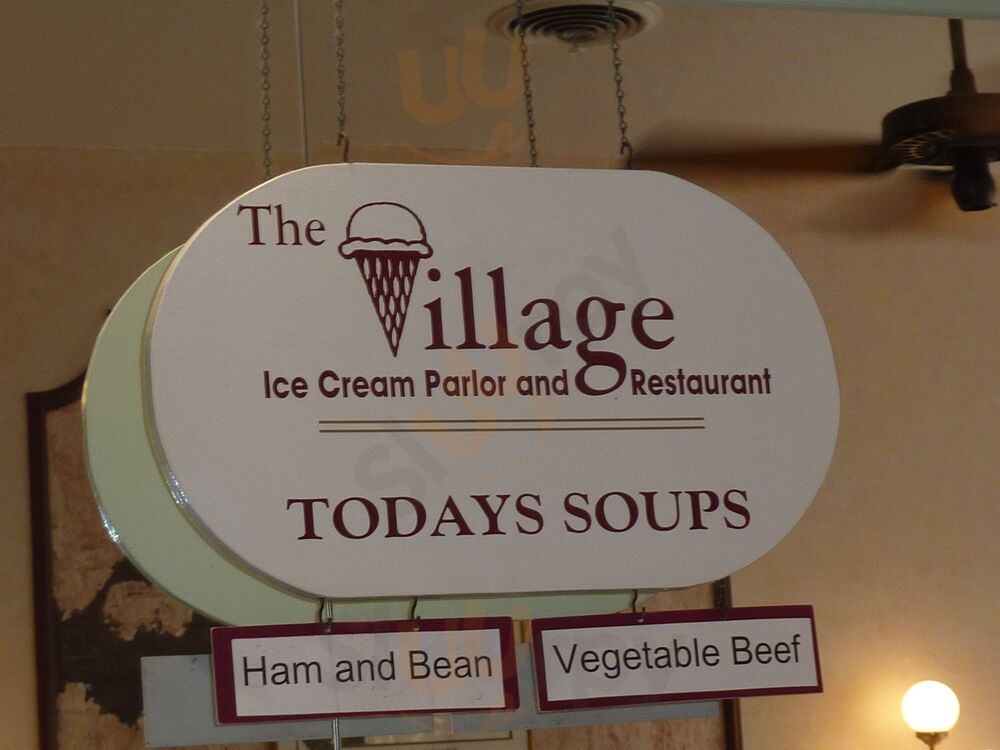 The Village
Ice Cream Parlor and Restaurant
TODAYS SOUPS
Ham and Bean
Vegetable Beef